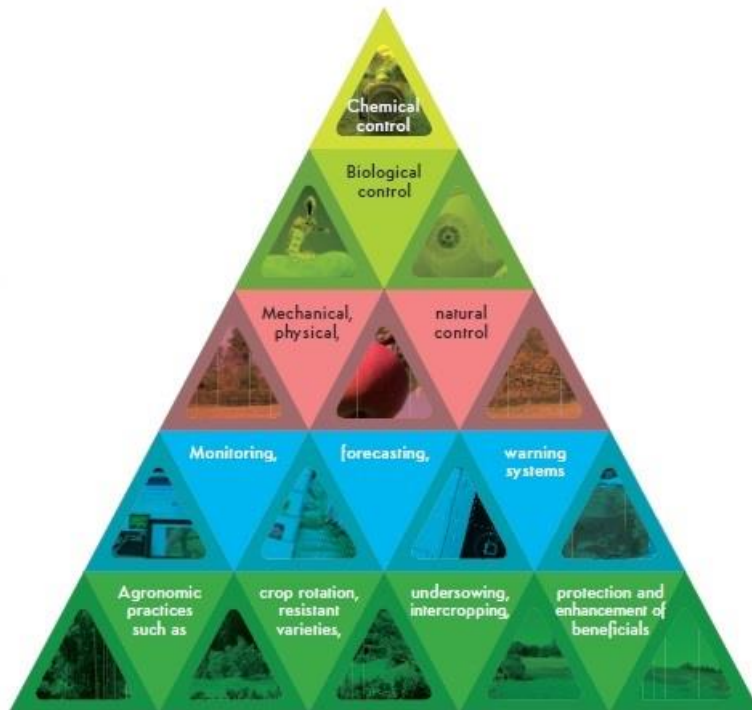 Chemical
control
Biological
control
Mechanical,
physical,
natural
control
Monitoring,
forecasting,
warning
systems
Agronomic
practices
such as
crop rotation,
resistant
varieties,
undersowing,
intercropping,
protection and
enhancement of
beneficials